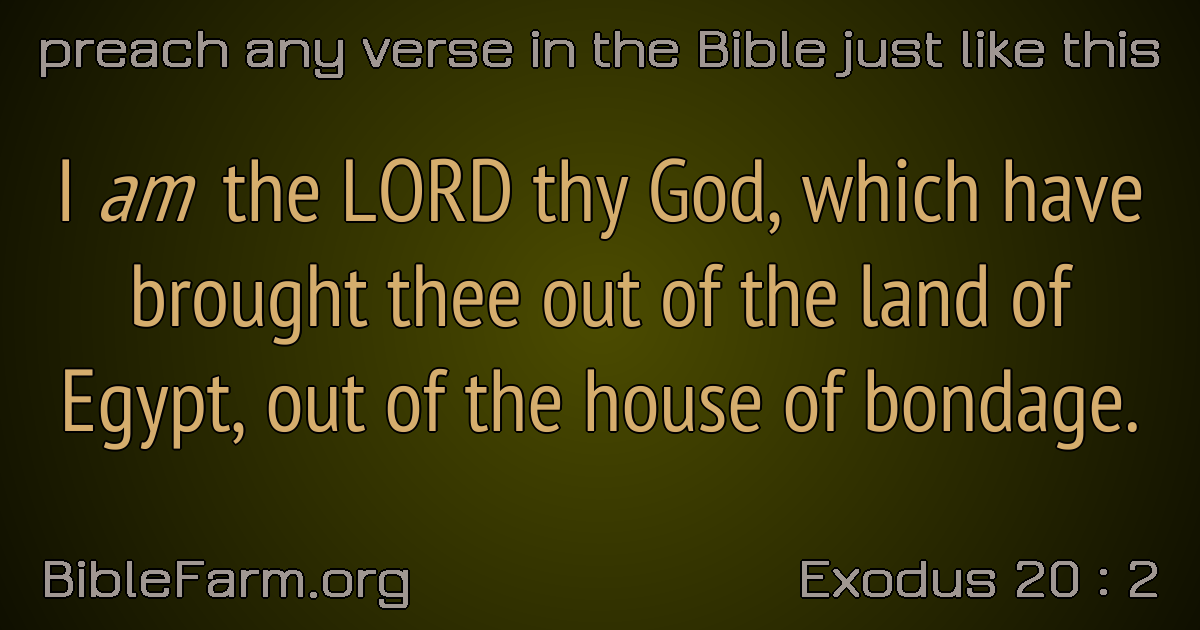 preach any verse in the Bible just like this
I am the LORD thy God, which have
brought thee out of the land of
Egypt, out of the house of bondage.
BibleFarm.org
Exodus 20 : 2